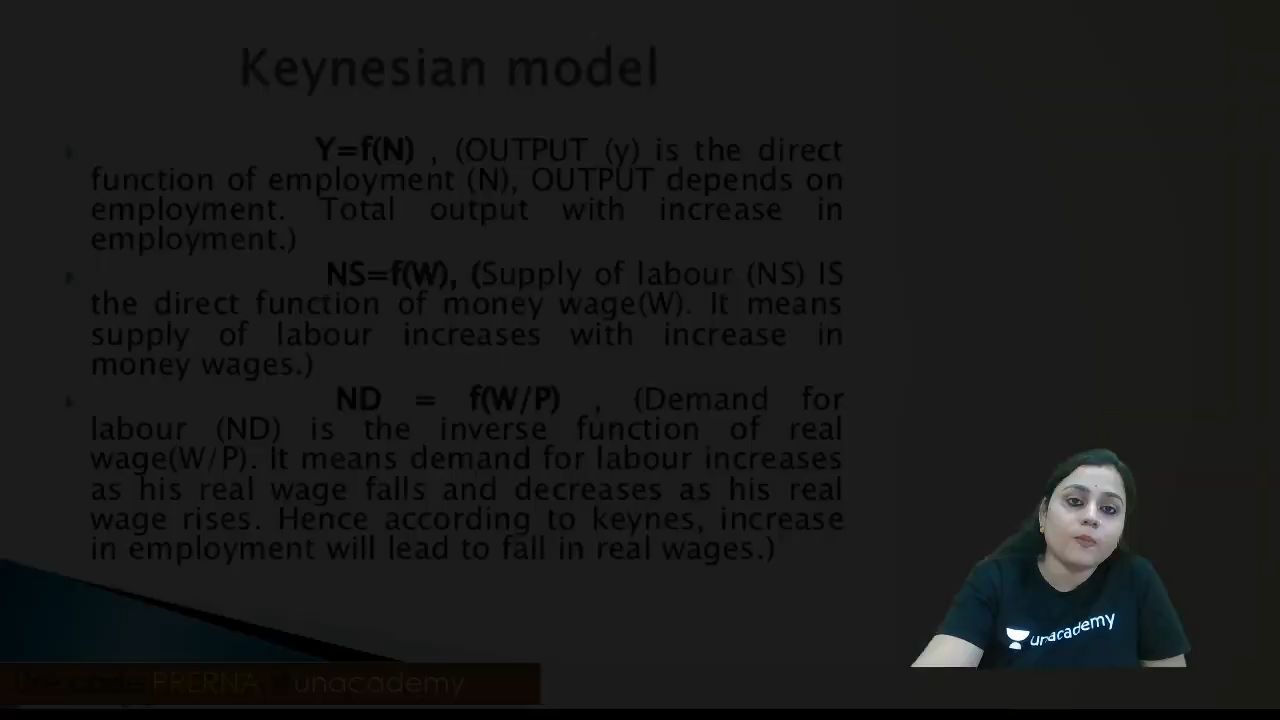 Keynesian model
Y=f(N) , (OUTPUT (y) is the direct
function of employment (N), OUTPUT depends on
employment. Total output with increase in
employment.)
NS=f(W), (Supply of labour (NS) IS
the direct function of money wage(W). It means
supply of labour increases with increase in
money wages.)
ND = f(W/P) , (Demand for
labour (ND) is the inverse function of real
wage(W/P). It means demand for labour increases
as his real wage falls and decreases as his real
wage rises. Hence according to keynes, increase
in employment will lead to fall in real wages.)
unacademy
code PRERNA unacademy